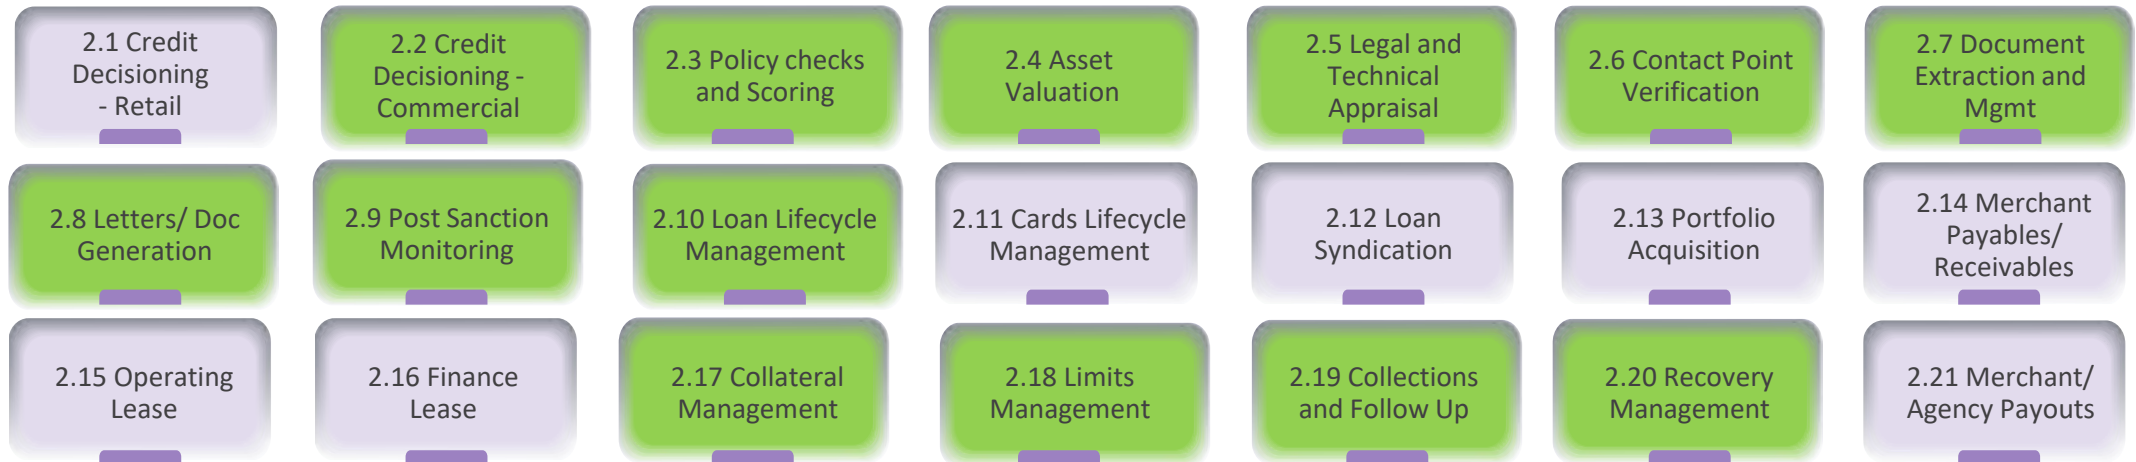 2.1 Credit
Decisioning
- Retail
2.2 Credit
Decisioning -
Commercial
2.3 Policy checks
and Scoring
2.4 Asset
Valuation
2.5 Legal and
Technical
Appraisal
2.6 Contact Point
Verification
2.7 Document
Extraction and
Mgmt
2.8 Letters/ Doc
Generation
2.9 Post Sanction
Monitoring
2.10 Loan Lifecycle
Management
2.11 Cards Lifecycle
Management
2.12 Loan
Syndication
2.13 Portfolio
Acquisition
2.14 Merchant
Payables/
Receivables
2.15 Operating
Lease
2.16 Finance
Lease
2.17 Collateral
Management
2.18 Limits
Management
2.19 Collections
and Follow Up
2.20 Recovery
Management
2.21 Merchant/
Agency Payouts